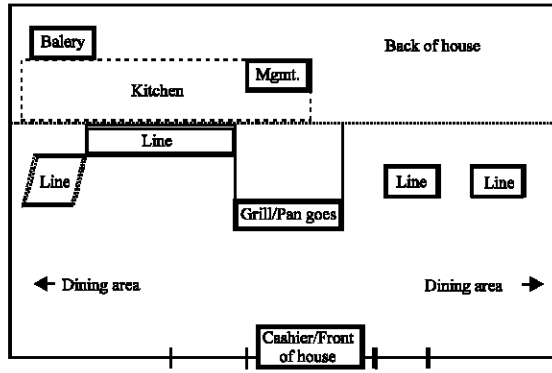 Balery
Back of house
Mgmt.
Kitchen
Line
Line
Line
Line
Grill/Pan goes
Dining area
Dining area
Cashier/Front
of house